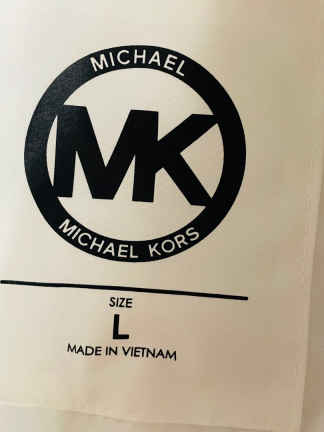 MICHAEL
MK
MICHAEL KORS
SIZE
L
MADE IN VIETNAM